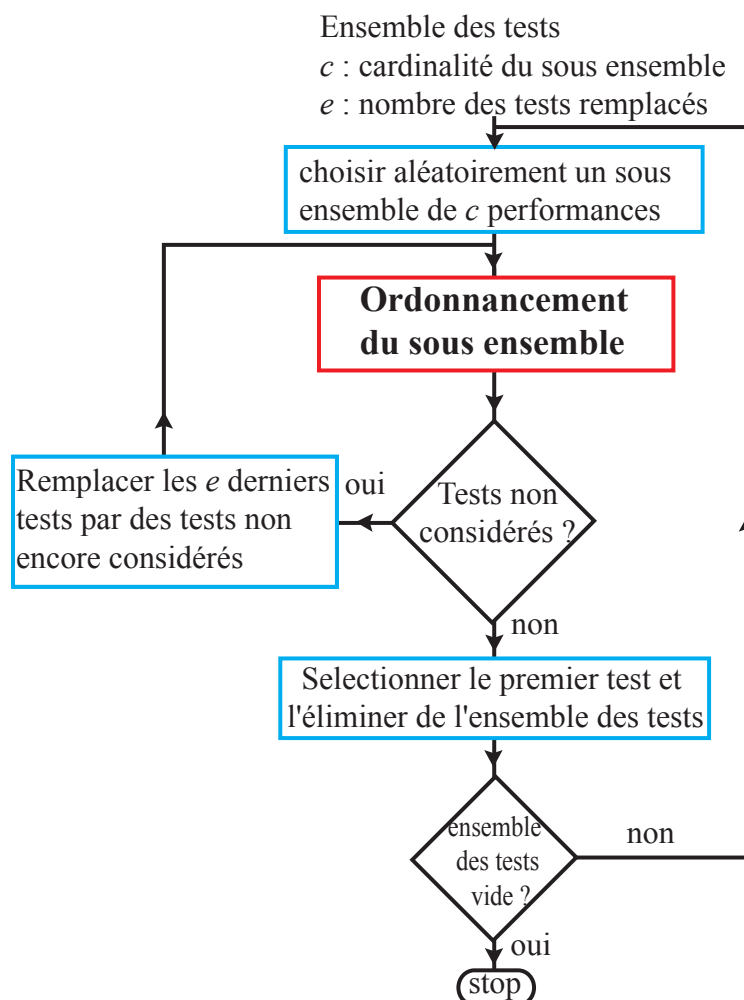 Ensemble des tests
c : cardinalité du sous ensemble
e : nombre des tests remplacés
choisir aléatoirement un sous
ensemble de c performances
Ordonnancement
du sous ensemble
Remplacer les e derniers
tests par des tests non
encore considérés
oui
Tests non
considérés ?
non
Selectionner le premier test et
l'éliminer de l'ensemble des tests
ensemble
des tests
vide ?
non
oui
stop